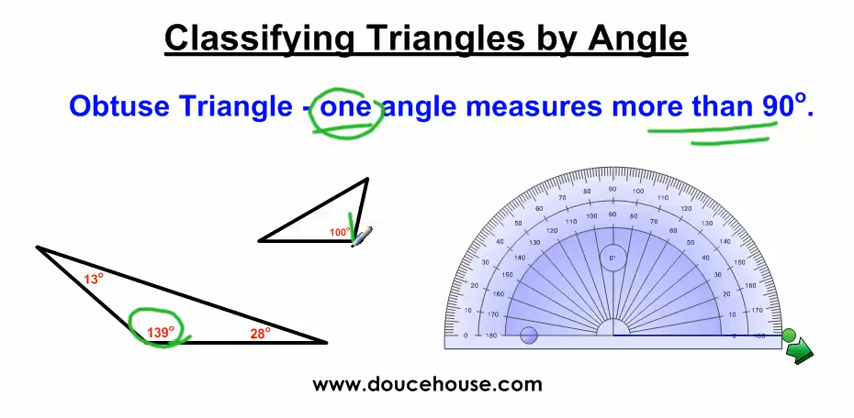 Classifying Triangles by Angle
Obtuse Triangle - one angle measures more than 90°.
100°
13°
139°
28°
0°
www.doucehouse.com